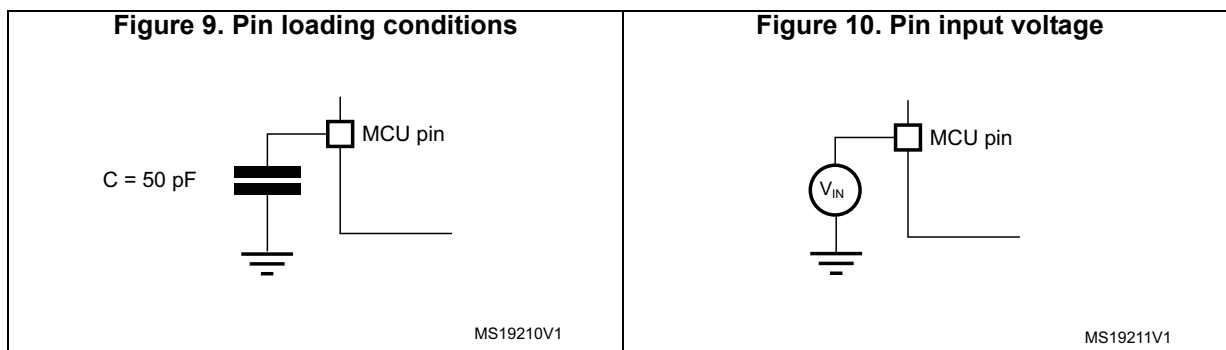 Figure 9. Pin loading conditions
MCU pin
C = 50 pF
MS19210V1
Figure 10. Pin input voltage
MCU pin
VIN
MS19211V1